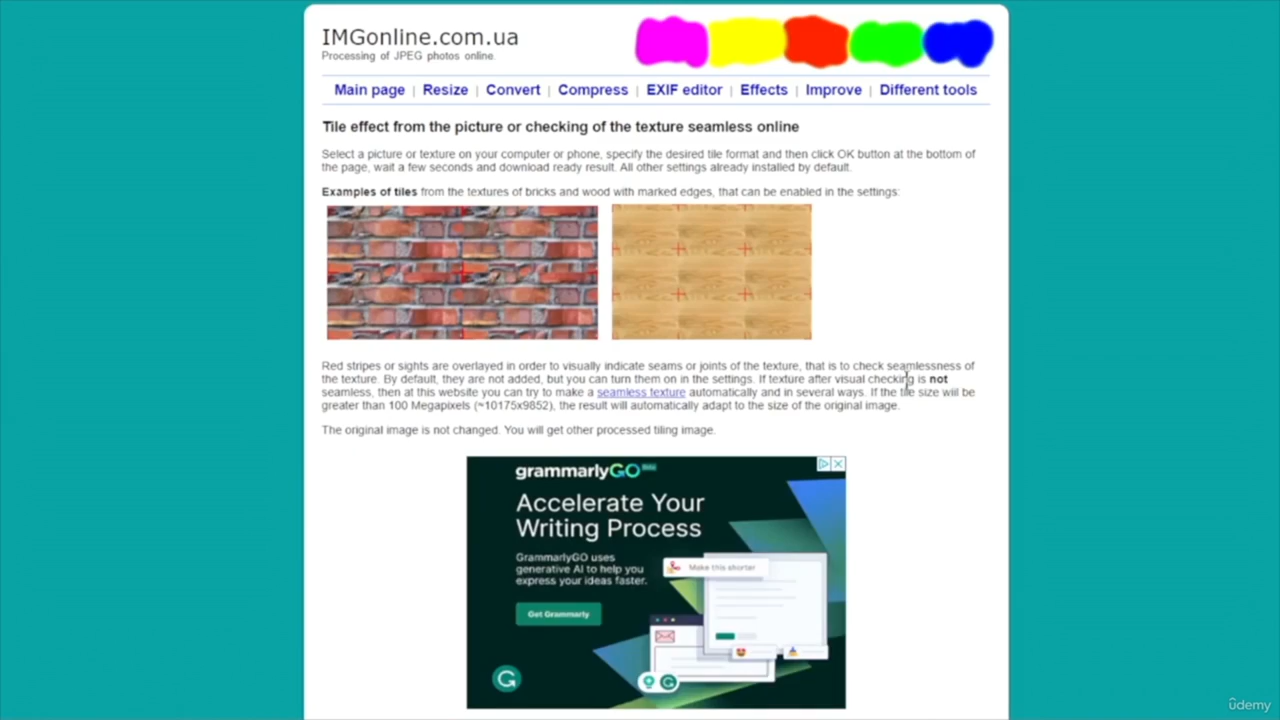 IMGonline.com.ua
Processing of JPEG photos online.
Main page | Resize | Convert | Compress | EXIF editor | Effects | Improve | Different tools
Tile effect from the picture or checking of the texture seamless online
Select a picture or texture on your computer or phone, specify the desired tile format and then click OK button at the bottom of
the page, wait a few seconds and download ready result. All other settings already installed by default.
Examples of tiles from the textures of bricks and wood with marked edges, that can be enabled in the settings:
Red stripes or sights are overlayed in order to visually indicate seams or joints of the texture, that is to check seamlessness of
the texture. By default, they are not added, but you can turn them on in the settings. If texture after visual checking is not
seamless, then at this website you can try to make a seamless texture automatically and in several ways. If the tile size will be
greater than 100 Megapixels (~10175x9852), the result will automatically adapt to the size of the original image.
The original image is not changed. You will get other processed tiling image.
grammarlyGO
Accelerate Your
Writing Process
GrammarlyGO uses
generative AI to help you
express your ideas faster.
Make this shorter
Get Grammarly
udemy